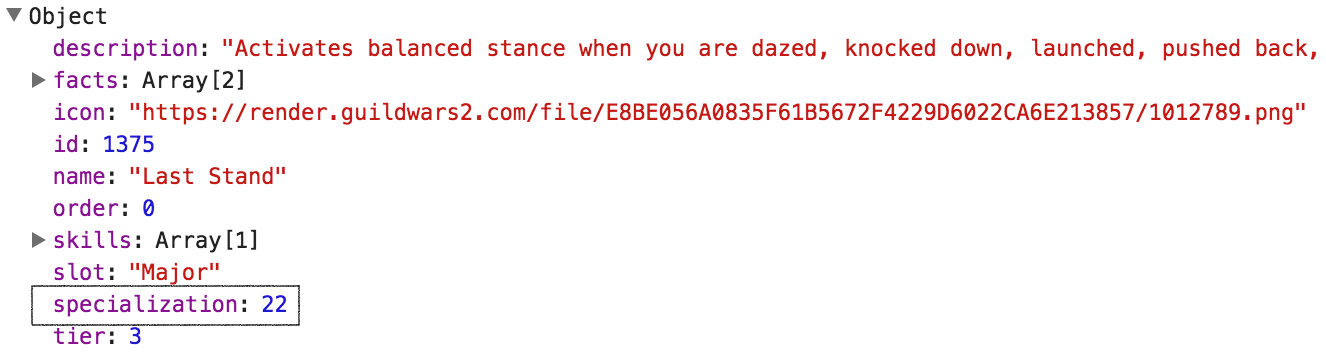 Object
description: "Activates balanced stance when you are dazed, knocked down, launched, pushed back,
facts: Array[2]
icon: "https://render.guildwars2.com/file/E8BE056A0835F61B5672F4229D6022CA6E213857/1012789.png"
id: 1375
name: "Last Stand"
order: 0
skills: Array[1]
slot: "Major"
specialization: 22
tier: 3